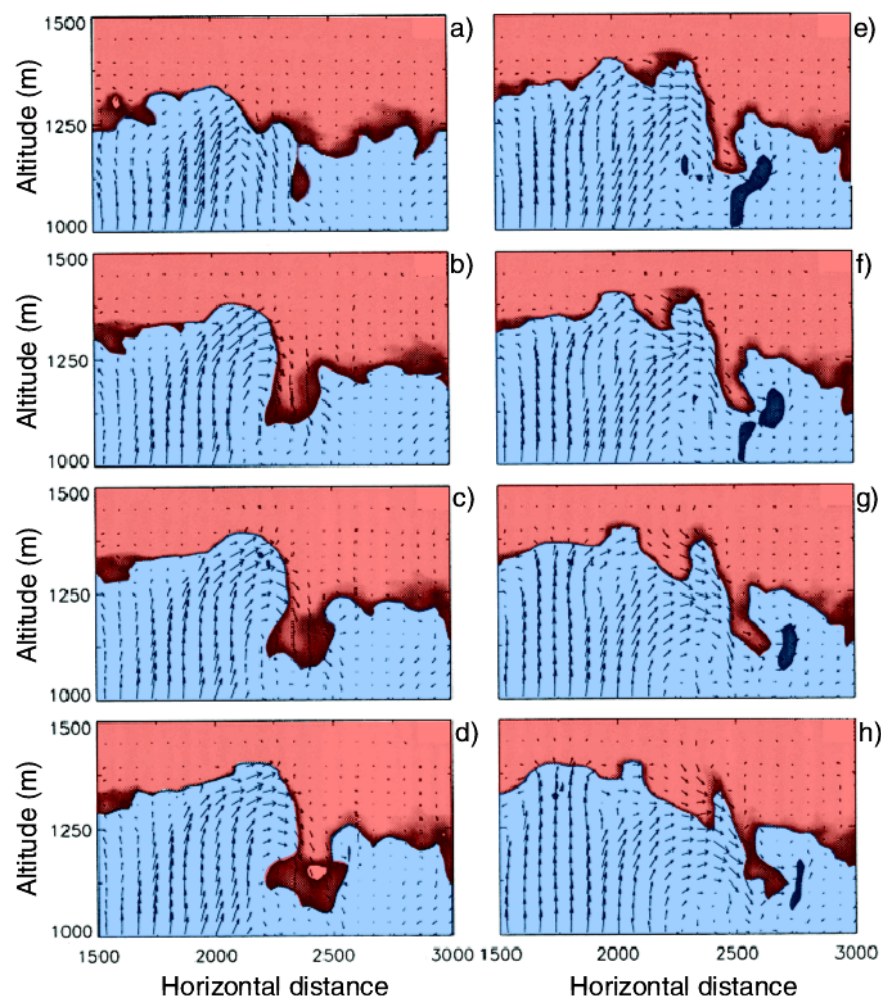 1500
a)
e)
Altitude (m)
1250
1000
1500
b)
f)
Altitude (m)
1250
1000
1500
c)
g)
Altitude (m)
1250
1000
1500
d)
h)
Altitude (m)
1250
1000
1500 2000 2500 3000 1500 2000 2500 3000
Horizontal distance Horizontal distance